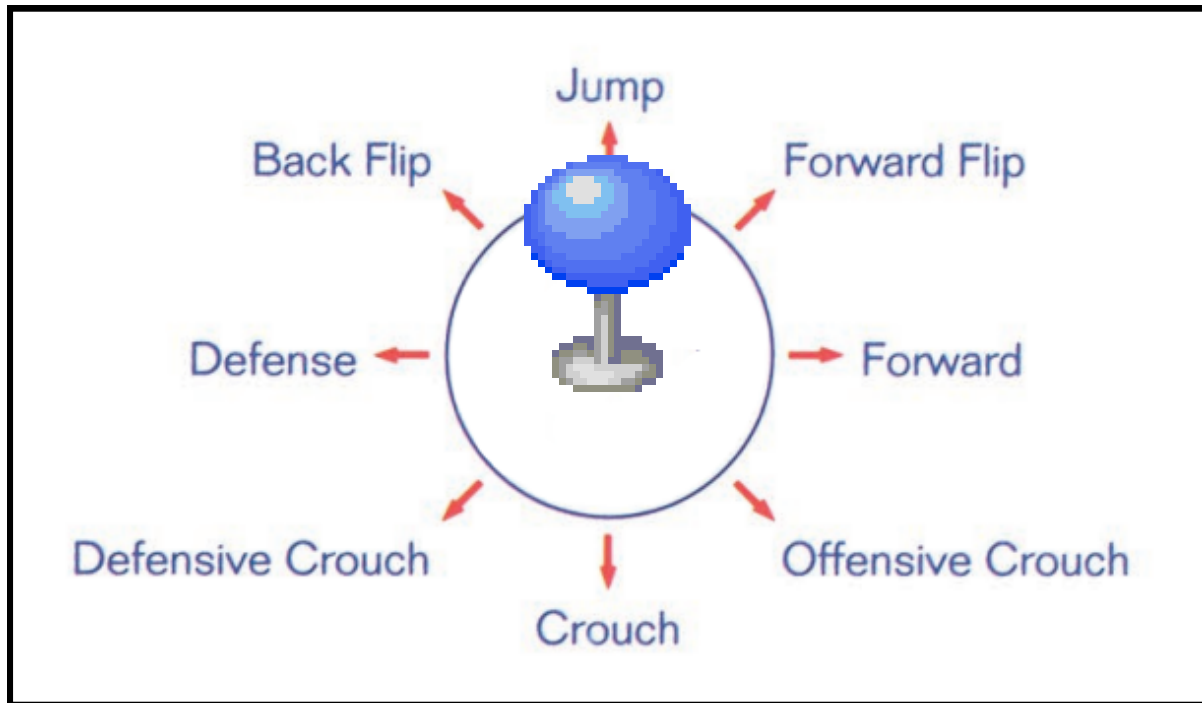 Jump
Back Flip
Forward Flip
Defense
Forward
Defensive Crouch
Offensive Crouch
Crouch